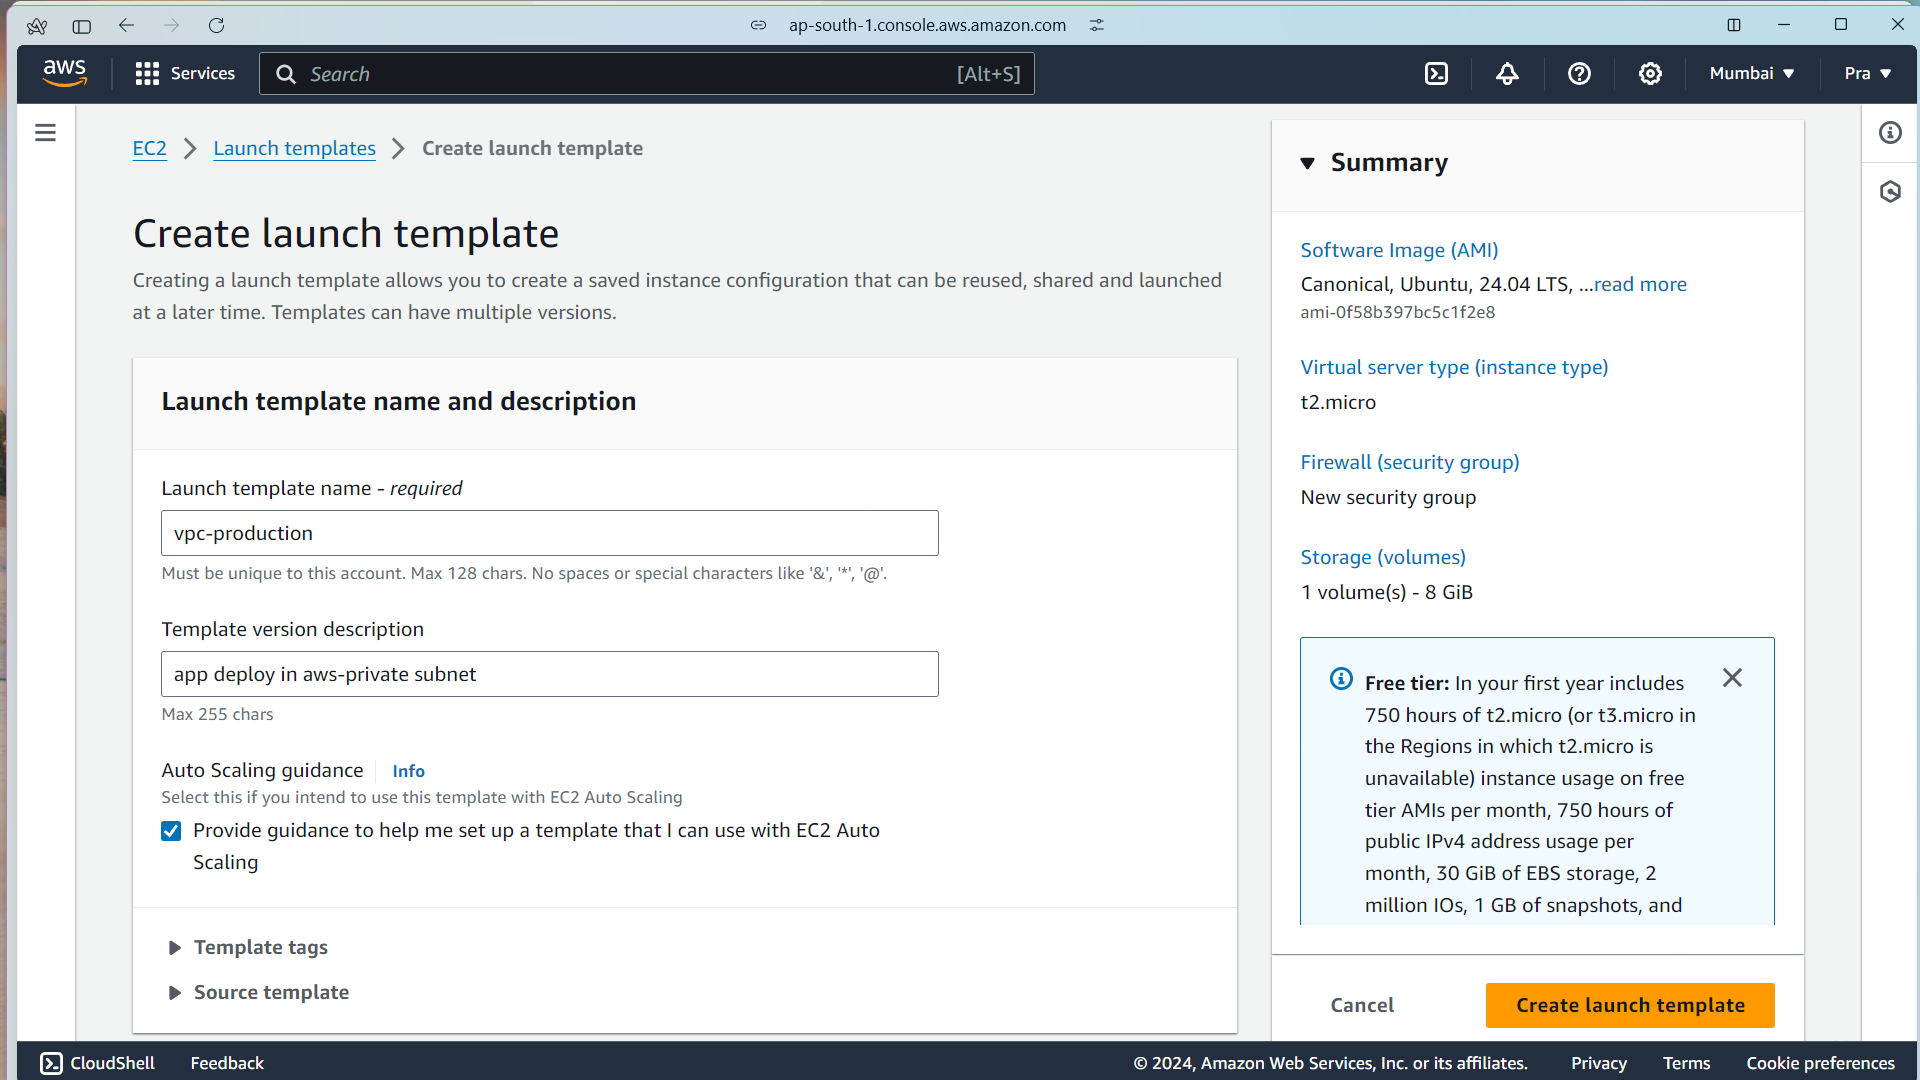 ap-south-1.console.aws.amazon.com
aws
Services
Search
[Alt+S]
Mumbai
Pra
EC2
Launch templates
Create launch template
Create launch template
Creating a launch template allows you to create a saved instance configuration that can be reused, shared and launched
at a later time. Templates can have multiple versions.
Launch template name and description
Launch template name - required
vpc-production
Must be unique to this account. Max 128 chars. No spaces or special characters like '&', '*', '@'.
Template version description
app deploy in aws-private subnet
Max 255 chars
Auto Scaling guidance
Info
Select this if you intend to use this template with EC2 Auto Scaling
Provide guidance to help me set up a template that I can use with EC2 Auto
Scaling
Template tags
Source template
Summary
Software Image (AMI)
Canonical, Ubuntu, 24.04 LTS, ...read more
ami-0f58b397bc5c1f2e8
Virtual server type (instance type)
t2.micro
Firewall (security group)
New security group
Storage (volumes)
1 volume(s) - 8 GiB
Free tier: In your first year includes
750 hours of t2.micro (or t3.micro in
the Regions in which t2.micro is
unavailable) instance usage on free
tier AMIs per month, 750 hours of
public IPv4 address usage per
month, 30 GiB of EBS storage, 2
million IOs, 1 GB of snapshots, and
Cancel
Create launch template
CloudShell
Feedback
© 2024, Amazon Web Services, Inc. or its affiliates.
Privacy
Terms
Cookie preferences